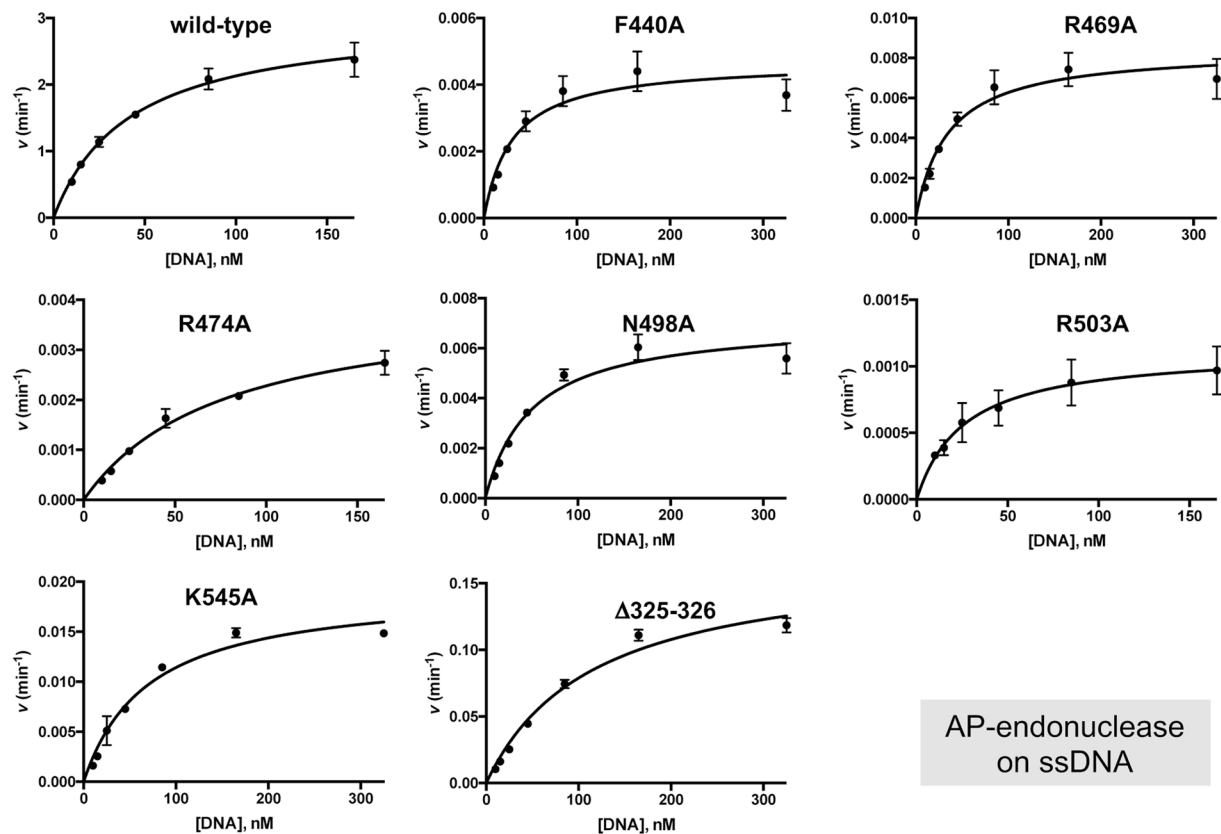 wild-type
3
2
1
0
0 50 100 150
v (min-1)
[DNA], nM
F440A
0.006
0.004
0.002
0.000
0 100 200 300
v (min-1)
[DNA], nM
R469A
0.010
0.008
0.006
0.004
0.002
0.000
0 100 200 300
v (min-1)
[DNA], nM
R474A
0.004
0.003
0.002
0.001
0.000
0 50 100 150
v (min-1)
[DNA], nM
N498A
0.008
0.006
0.004
0.002
0.000
0 100 200 300
v (min-1)
[DNA], nM
R503A
0.0015
0.0010
0.0005
0.0000
0 50 100 150
v (min-1)
[DNA], nM
K545A
0.020
0.015
0.010
0.005
0.000
0 100 200 300
v (min-1)
[DNA], nM
Δ325-326
0.15
0.10
0.05
0.00
0 100 200 300
v (min-1)
[DNA], nM
AP-endonuclease
on ssDNA